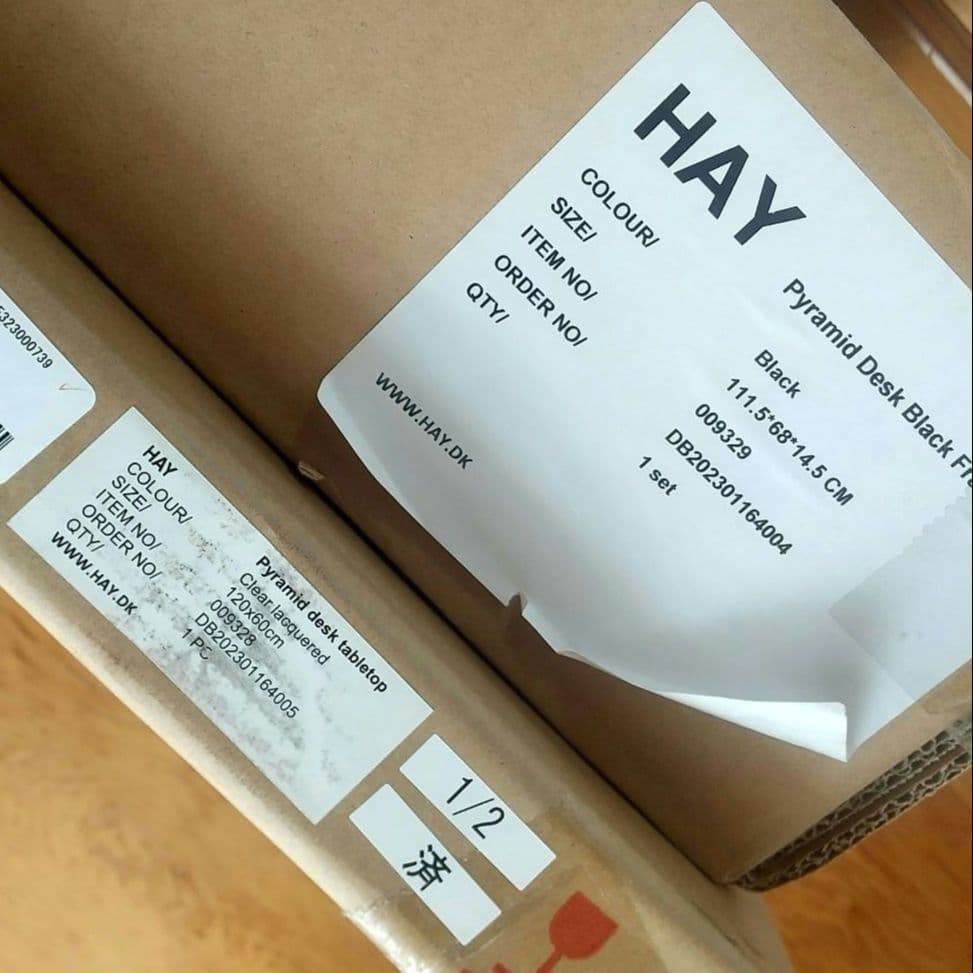 HAY
Pyramid Desk Black
COLOUR/ Black
SIZE/ 111.5*68*14.5 CM
ITEM NO/ 009329
ORDER NO/ DB202301164004
QTY/ 1 set
WWW.HAY.DK
323000739
HAY
Pyramid desk tabletop
COLOUR/ Clear lacquered
SIZE/ 120x60cm
ITEM NO/ 009328
ORDER NO/ DB202301164005
QTY/ 1 PC
WWW.HAY.DK
1/2
済